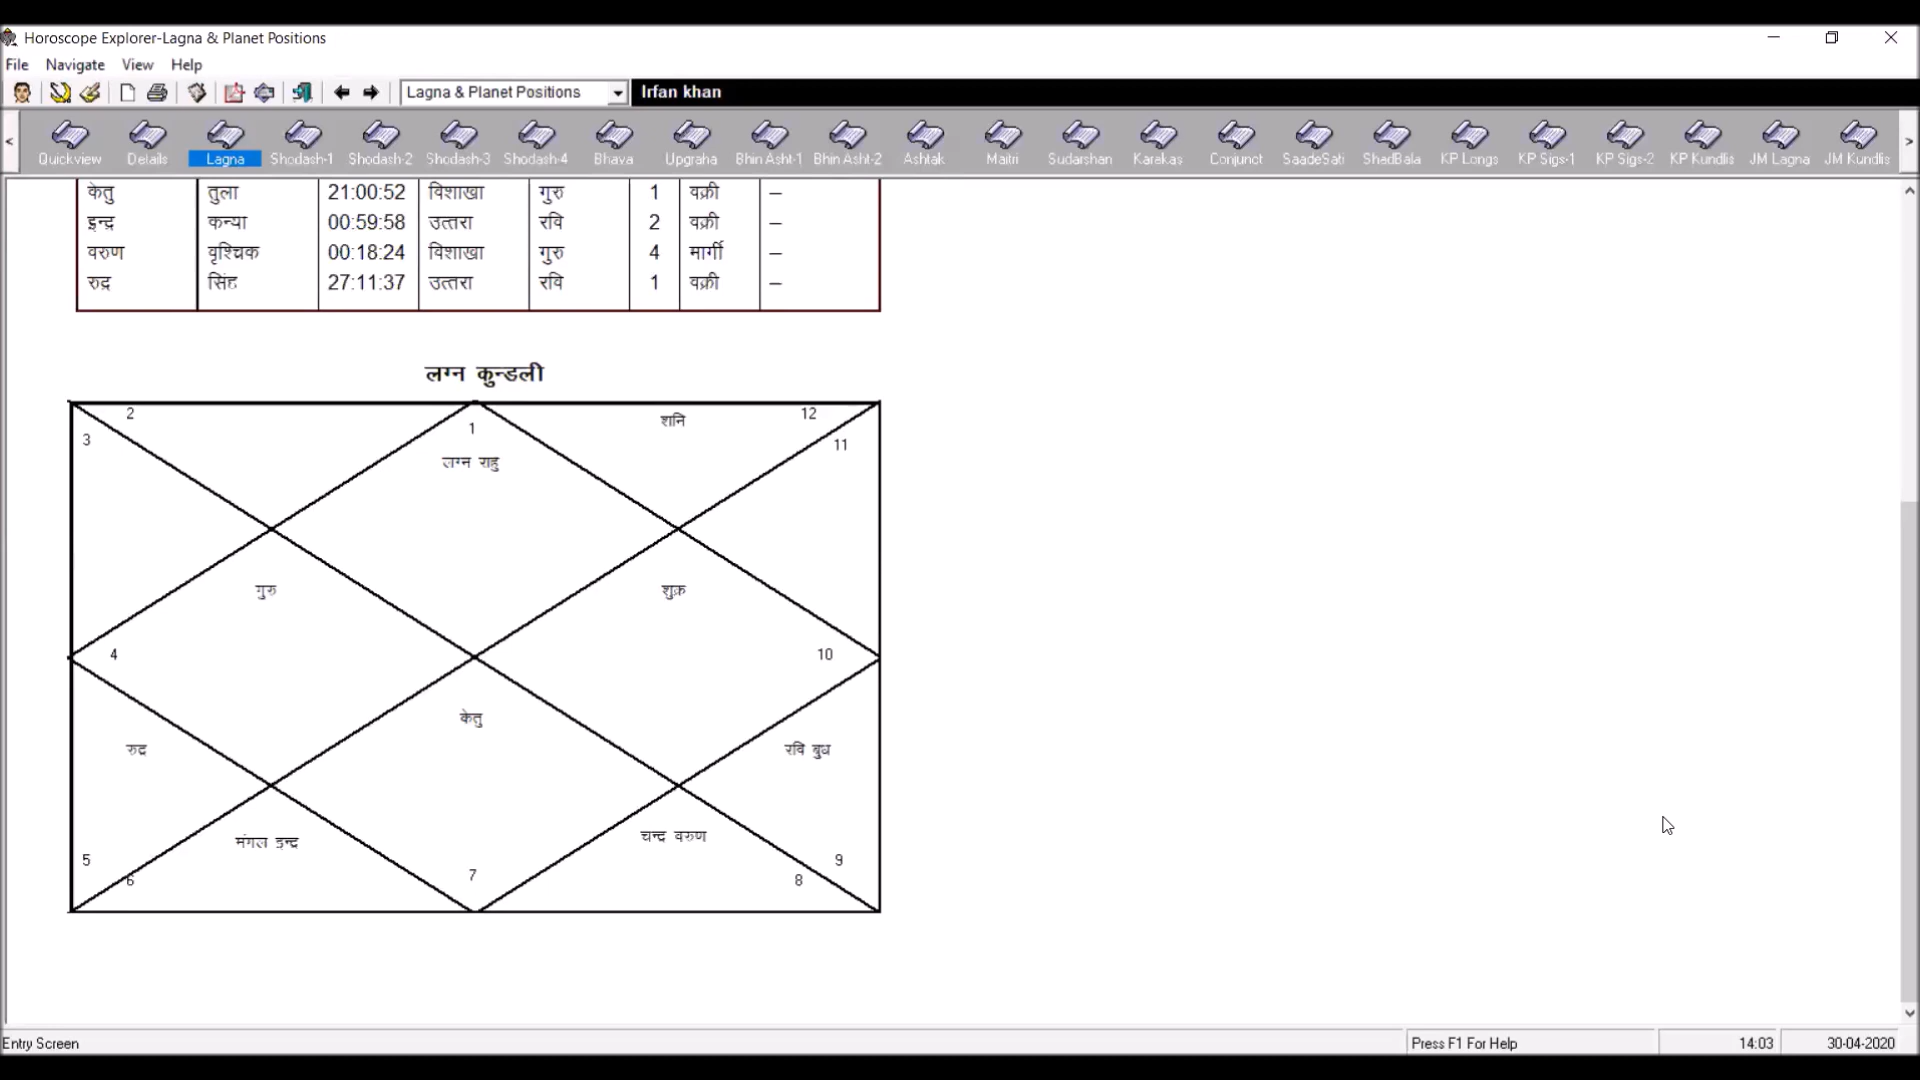 Horoscope Explorer-Lagna & Planet Positions
File Navigate View Help
Lagna & Planet Positions Irfan khan
Quickview Details Lagna Shodash-1 Shodash-2 Shodash-3 Shodash-4 Bhava Upgraha Bhin Asht-1 Bhin Asht-2 Ashtak Maitri Sudarshan Karakas Conjunct SaadeSati ShadBala KP Longs KP Sigs-1 KP Sigs-2 KP Kundlis JM Lagna JM Kundlis
केतु तुला 21:00:52 विशाखा गुरु 1 वक्री –
इन्द्र कन्या 00:59:58 उत्तरा रवि 2 वक्री –
वरुण वृश्चिक 00:18:24 विशाखा गुरु 4 मार्गी –
रुद्र सिंह 27:11:37 उत्तरा रवि 1 वक्री –
लग्न कुन्डली
2 शनि 12
3 1 11
लग्न राहु
गुरु शुक्र
4 10
केतु
रुद्र रवि बुध
मंगल इन्द्र चन्द्र वरुण
5 7 9
6 8
Entry Screen Press F1 For Help 14:03 30-04-2020